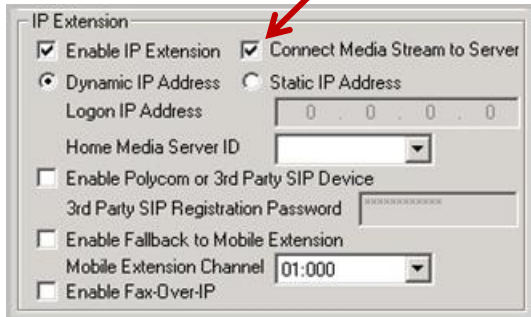 IP Extension
Enable IP Extension Connect Media Stream to Server
Dynamic IP Address Static IP Address
Logon IP Address 0 . 0 . 0 . 0
Home Media Server ID
Enable Polycom or 3rd Party SIP Device
3rd Party SIP Registration Password ************
Enable Fallback to Mobile Extension
Mobile Extension Channel 01:000
Enable Fax-Over-IP